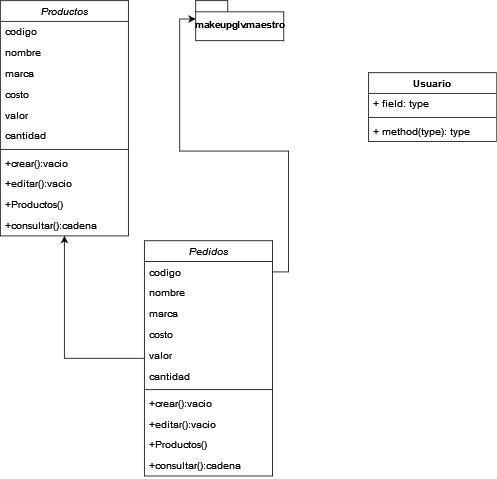 Productos
codigo
nombre
marca
costo
valor
cantidad
+crear():vacio
+editar():vacio
+Productos()
+consultar():cadena
makeupglvmaestro
Usuario
+ field: type
+ method(type): type
Pedidos
codigo
nombre
marca
costo
valor
cantidad
+crear():vacio
+editar():vacio
+Productos()
+consultar():cadena